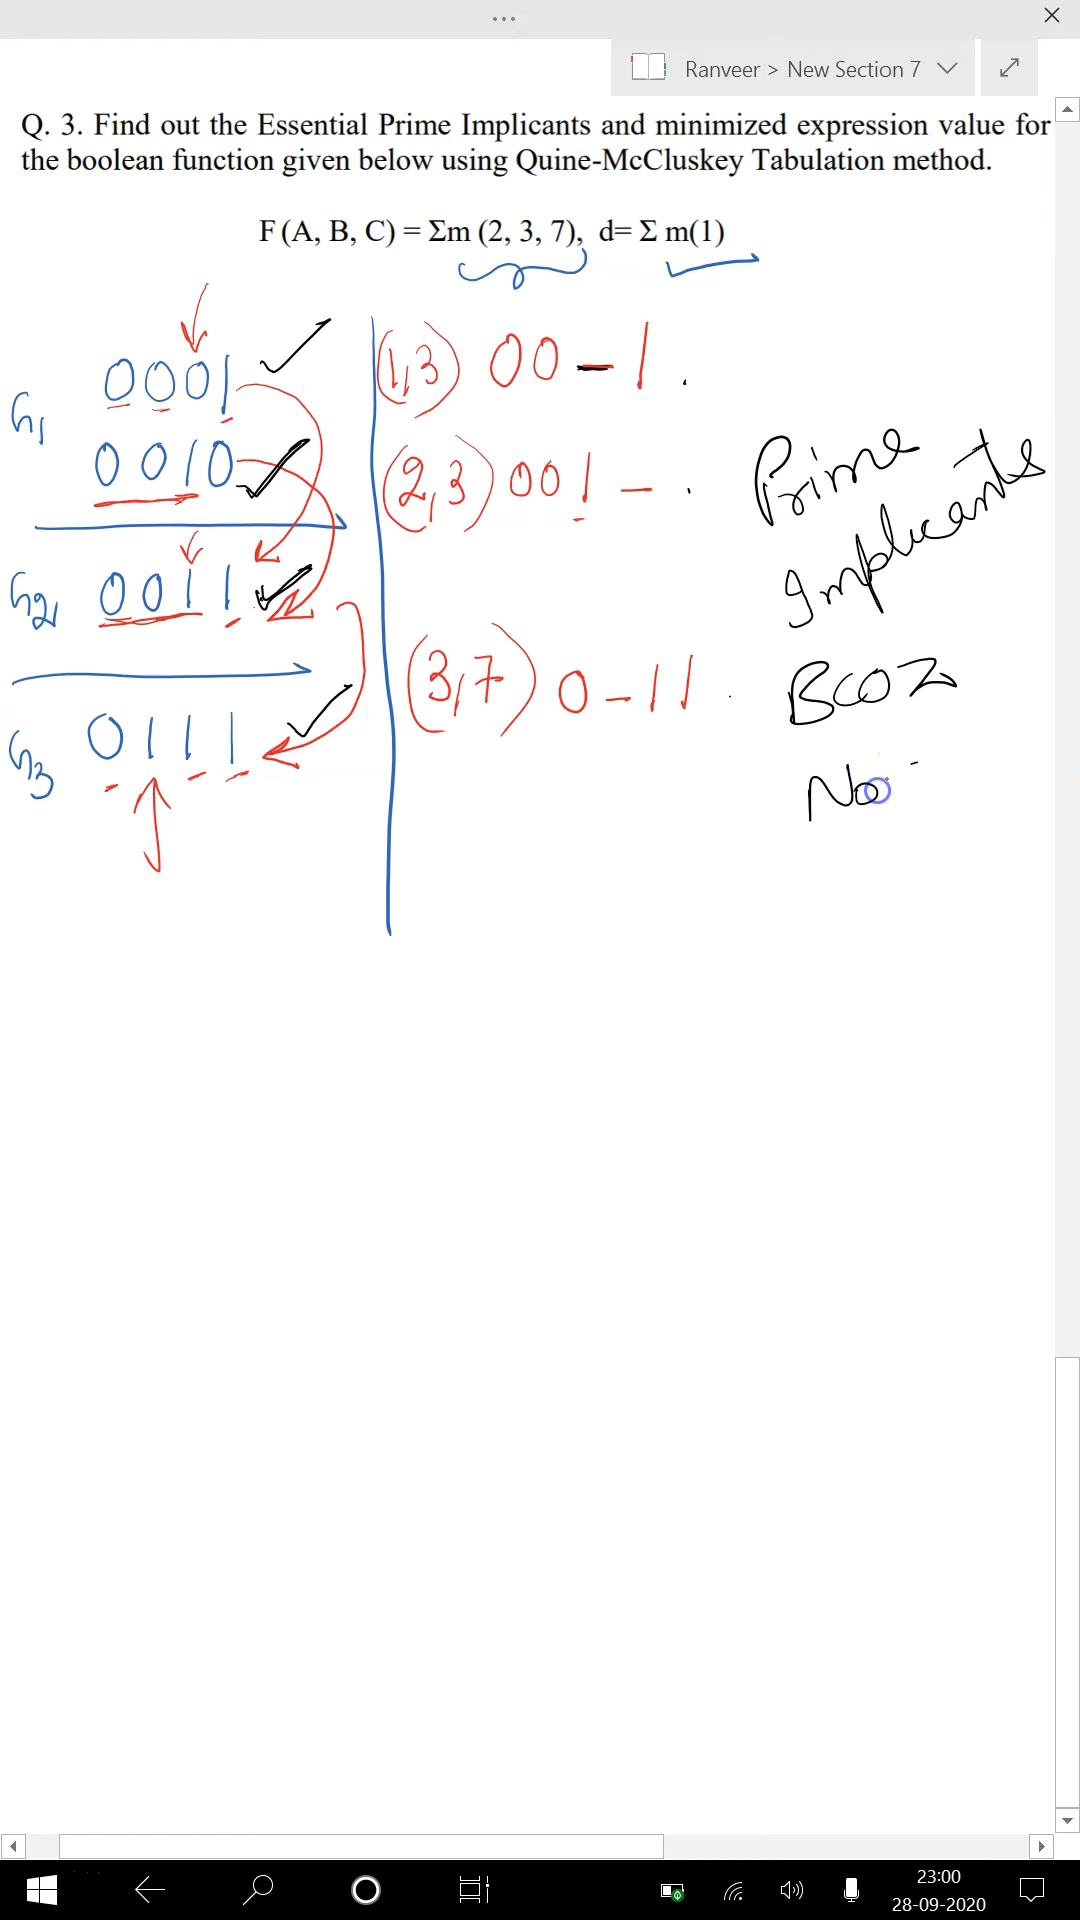 Ranveer > New Section 7
Q. 3. Find out the Essential Prime Implicants and minimized expression value for
the boolean function given below using Quine-McCluskey Tabulation method.
F (A, B, C) = Σm (2, 3, 7), d= Σ m(1)
G1
0001
0010
G2
0011
G3
0111
(1,3) 00-1
(2,3) 001-
(3,7) 0-11
Prime
Implicants
BCOZ
No
23:00
28-09-2020